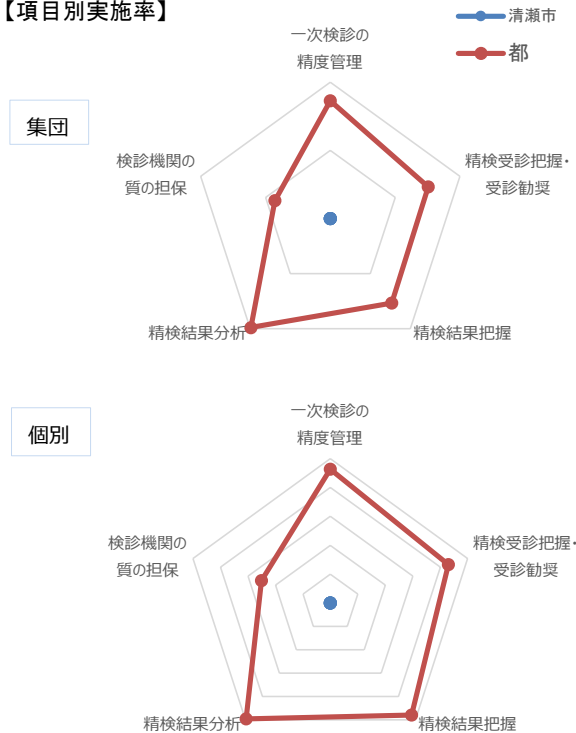 【項目別実施率】
清瀬市
都
集団
一次検診の
精度管理
精検受診把握・
受診勧奨
精検結果把握
精検結果分析
検診機関の
質の担保
個別
一次検診の
精度管理
精検受診把握・
受診勧奨
精検結果把握
精検結果分析
検診機関の
質の担保